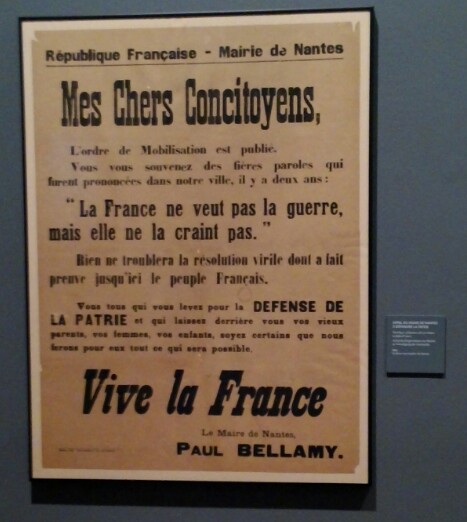 République Française - Mairie de Nantes
Mes Chers Concitoyens,
L'ordre de Mobilisation est public.
Vous vous souvenez des fières paroles qui
furent prononcées dans notre ville, il y a deux ans :
" La France ne veut pas la guerre,
mais elle ne la craint pas. "
Rien ne troublera la résolution virile dont a fait
preuve jusqu'ici le peuple Français.
Vous tous qui vous levez pour la DEFENSE DE
LA PATRIE et qui laissez derrière vous vos vieux
parents, vos femmes, vos enfants, soyez certains que nous
ferons pour eux tout ce qui sera possible.
Vive la France
Le Maire de Nantes,
PAUL BELLAMY.